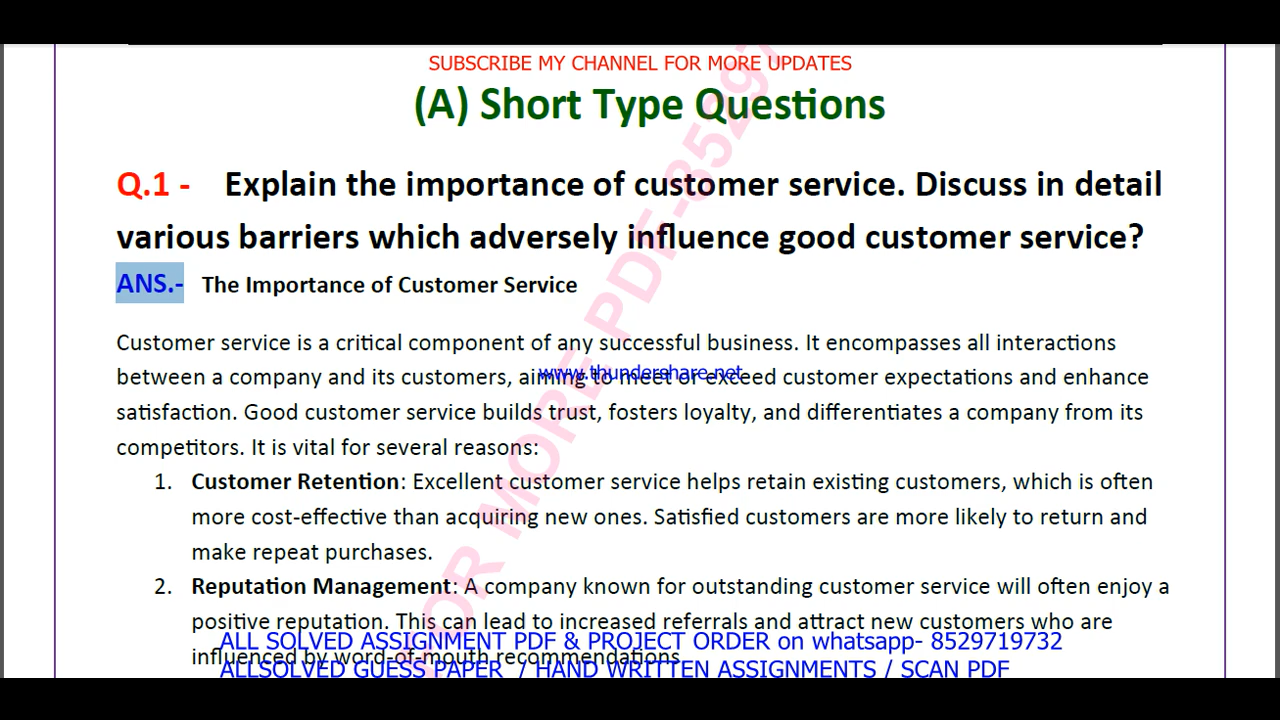 SUBSCRIBE MY CHANNEL FOR MORE UPDATES
(A) Short Type Questions
Q.1 - Explain the importance of customer service. Discuss in detail
various barriers which adversely influence good customer service?
ANS.- The Importance of Customer Service
Customer service is a critical component of any successful business. It encompasses all interactions
between a company and its customers, aiming to meet or exceed customer expectations and enhance
www.thundershare.net
satisfaction. Good customer service builds trust, fosters loyalty, and differentiates a company from its
competitors. It is vital for several reasons:
1. Customer Retention: Excellent customer service helps retain existing customers, which is often
more cost-effective than acquiring new ones. Satisfied customers are more likely to return and
make repeat purchases.
2. Reputation Management: A company known for outstanding customer service will often enjoy a
positive reputation. This can lead to increased referrals and attract new customers who are
ALL SOLVED ASSIGNMENT PDF & PROJECT ORDER on whatsapp- 8529719732
influenced by word-of-mouth recommendations
ALLSOLVED GUESS PAPER / HAND WRITTEN ASSIGNMENTS / SCAN PDF
OR MORE PDF-85297